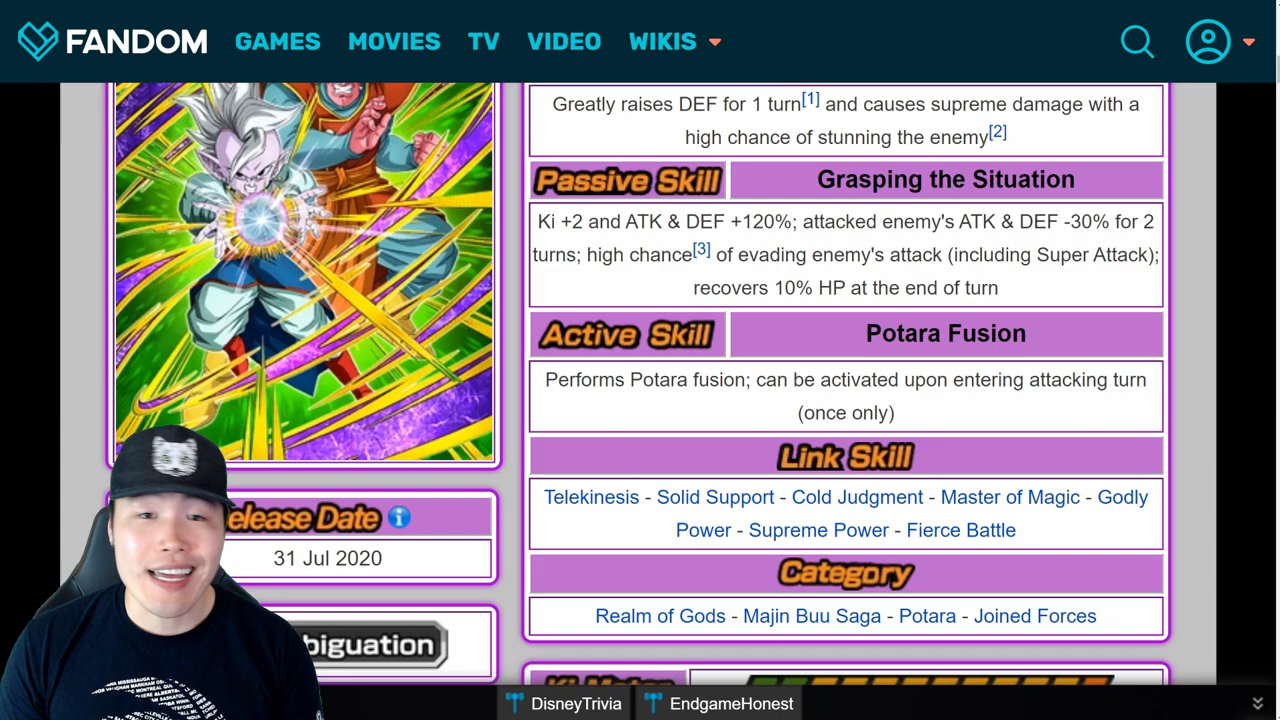 FANDOM GAMES MOVIES TV VIDEO WIKIS
Greatly raises DEF for 1 turn[1] and causes supreme damage with a
high chance of stunning the enemy[2]
Passive Skill Grasping the Situation
Ki +2 and ATK & DEF +120%; attacked enemy's ATK & DEF -30% for 2
turns; high chance[3] of evading enemy's attack (including Super Attack);
recovers 10% HP at the end of turn
Active Skill Potara Fusion
Performs Potara fusion; can be activated upon entering attacking turn
(once only)
Link Skill
Telekinesis - Solid Support - Cold Judgment - Master of Magic - Godly
Power - Supreme Power - Fierce Battle
Category
Realm of Gods - Majin Buu Saga - Potara - Joined Forces
elease Date i
31 Jul 2020
biguation
DisneyTrivia EndgameHonest